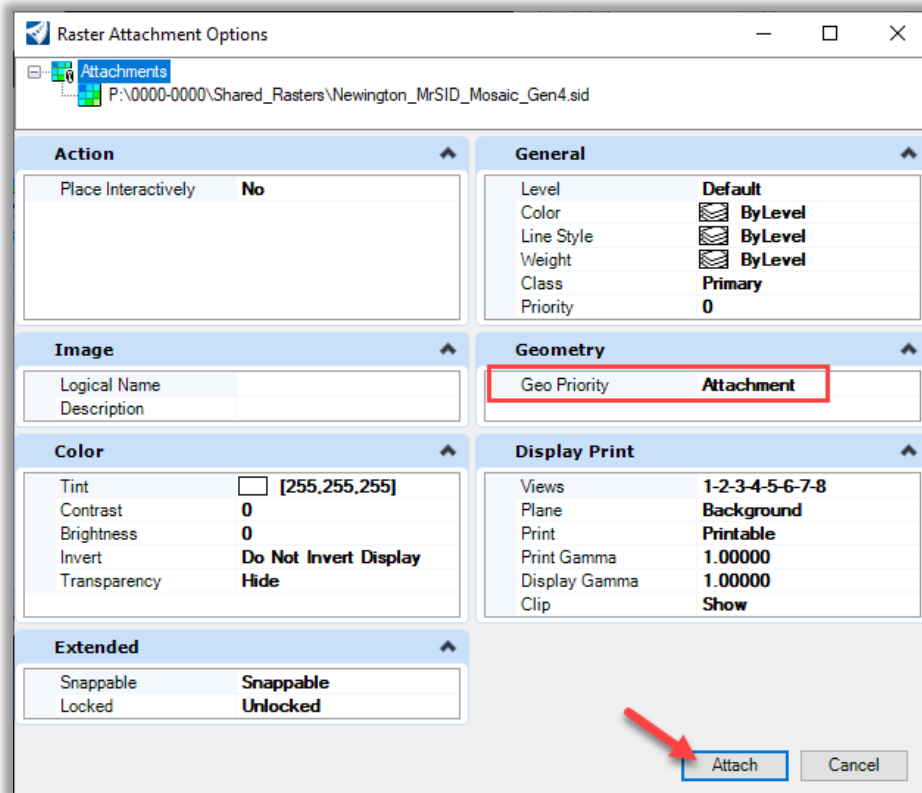 Raster Attachment Options
Attachments
P:\0000-0000\Shared_Rasters\Newington_MrSID_Mosaic_Gen4.sid
Action
Place Interactively No
General
Level Default
Color ByLevel
Line Style ByLevel
Weight ByLevel
Class Primary
Priority 0
Image
Logical Name
Description
Geometry
Geo Priority Attachment
Color
Tint [255,255,255]
Contrast 0
Brightness 0
Invert Do Not Invert Display
Transparency Hide
Display Print
Views 1-2-3-4-5-6-7-8
Plane Background
Print Printable
Print Gamma 1.00000
Display Gamma 1.00000
Clip Show
Extended
Snappable Snappable
Locked Unlocked
Attach Cancel